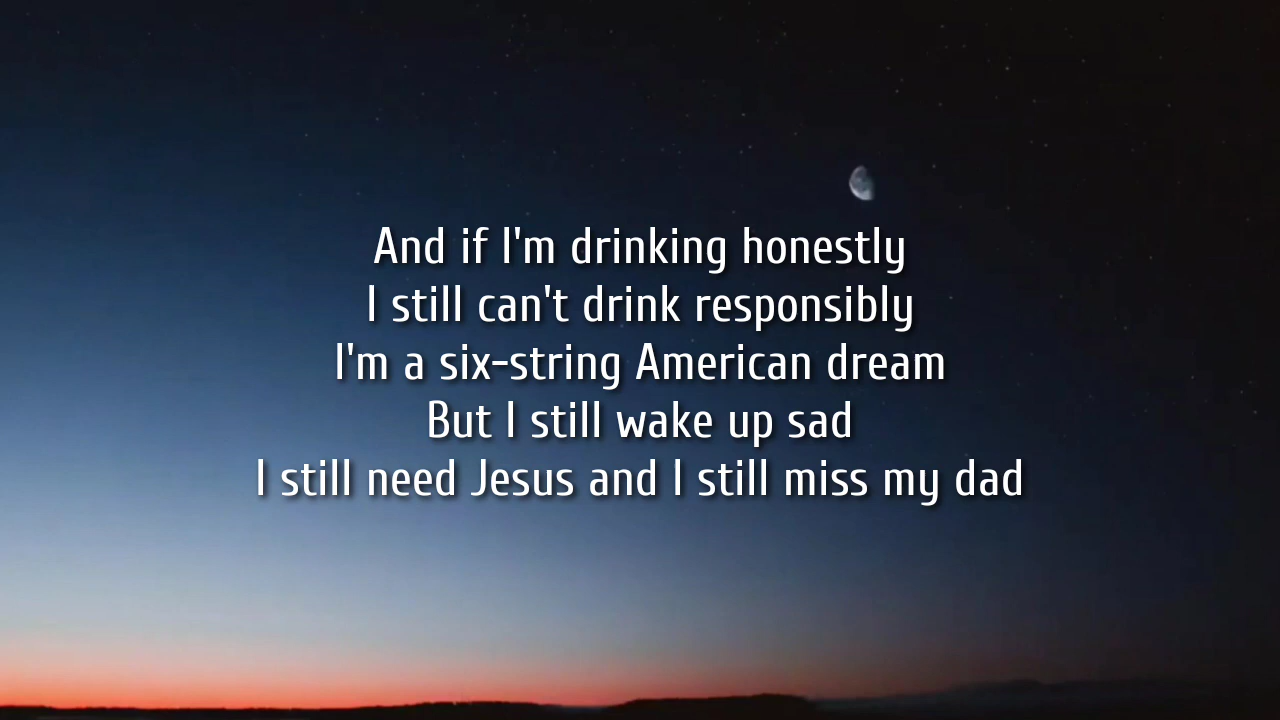 And if I'm drinking honestly
I still can't drink responsibly
I'm a six-string American dream
But I still wake up sad
I still need Jesus and I still miss my dad